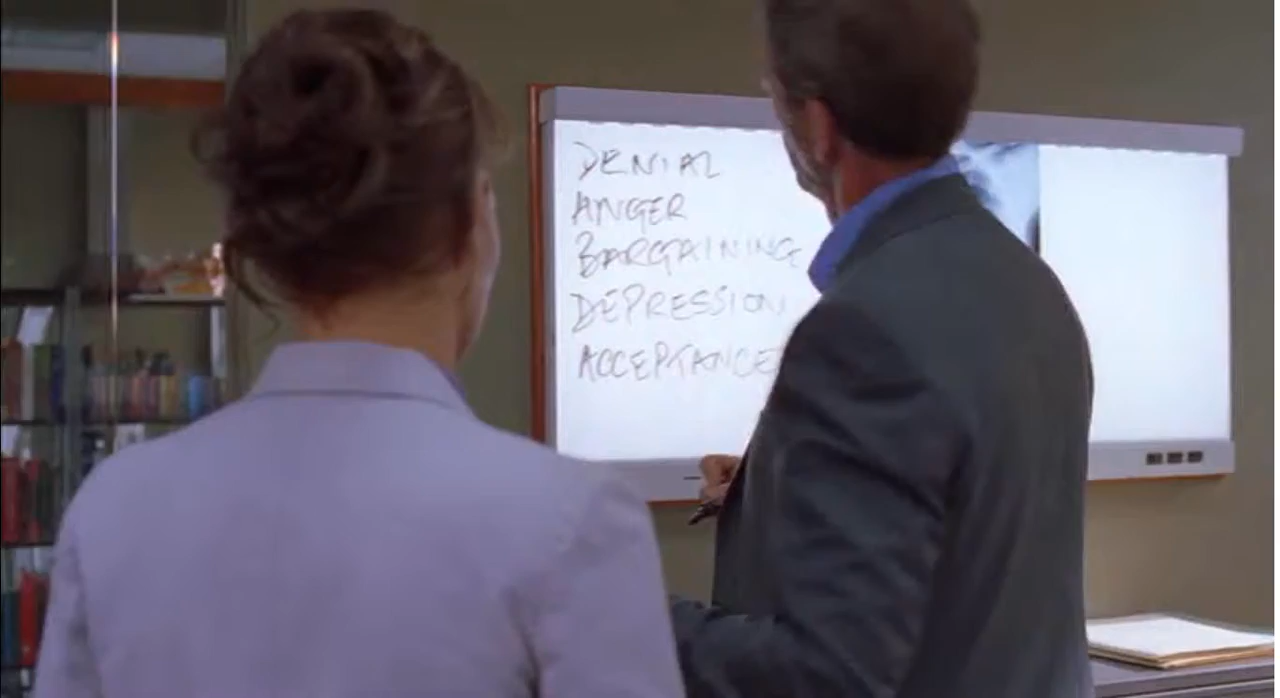 DENIAL
ANGER
BARGAINING
DEPRESSION
ACCEPTANCE